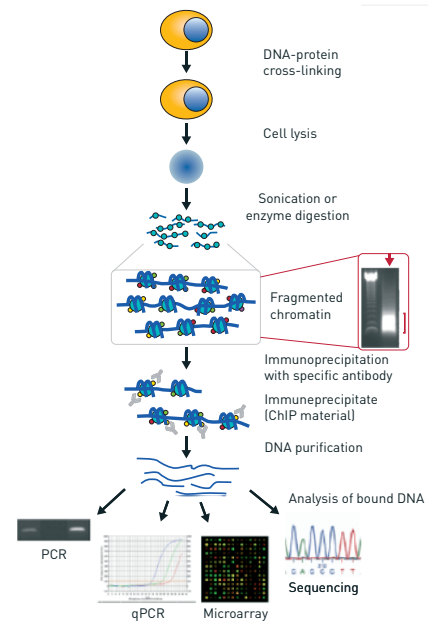 DNA-protein
cross-linking
Cell lysis
Sonication or
enzyme digestion
Fragmented
chromatin
Immunoprecipitation
with specific antibody
Immuneprecipitate
(ChIP material)
DNA purification
Analysis of bound DNA
PCR
qPCR
Microarray
G A G C G T T
Sequencing